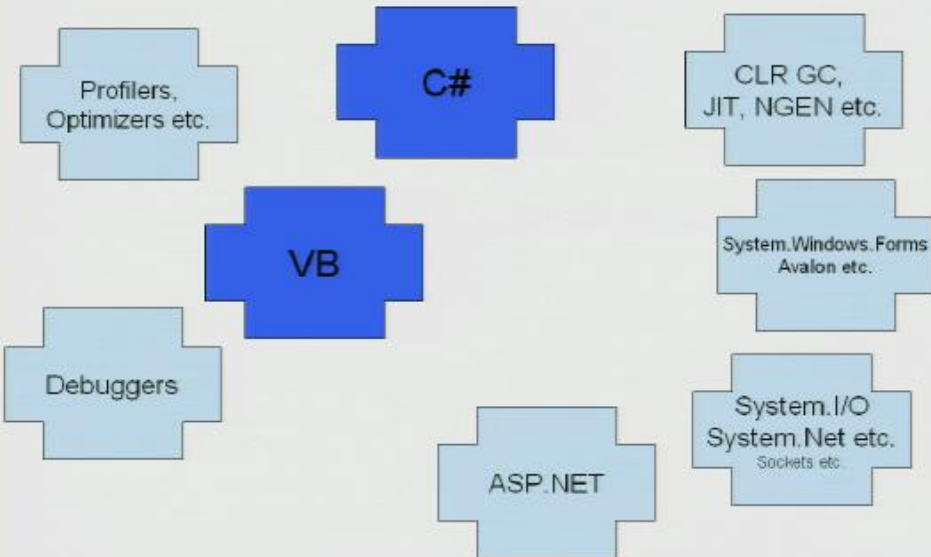 Profilers,
Optimizers etc.
C#
CLR GC,
JIT, NGEN etc.
VB
System.Windows.Forms
Avalon etc.
Debuggers
System.I/O
System.Net etc.
Sockets etc.
ASP.NET